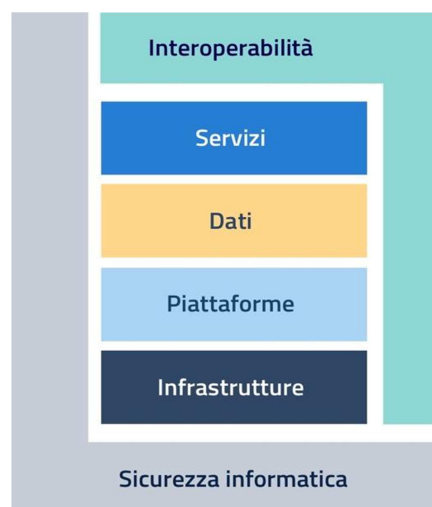 Interoperabilità
Servizi
Dati
Piattaforme
Infrastrutture
Sicurezza informatica